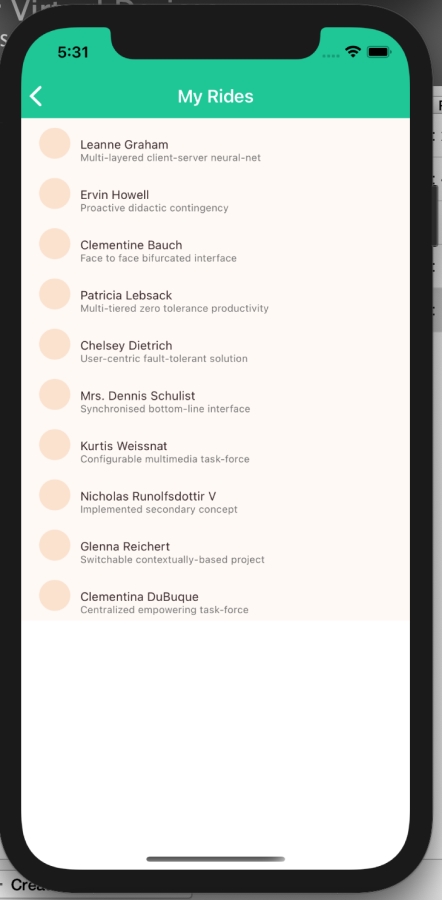 5:31
My Rides
Leanne Graham
Multi-layered client-server neural-net
Ervin Howell
Proactive didactic contingency
Clementine Bauch
Face to face bifurcated interface
Patricia Lebsack
Multi-tiered zero tolerance productivity
Chelsey Dietrich
User-centric fault-tolerant solution
Mrs. Dennis Schulist
Synchronised bottom-line interface
Kurtis Weissnat
Configurable multimedia task-force
Nicholas Runolfsdottir V
Implemented secondary concept
Glenna Reichert
Switchable contextually-based project
Clementina DuBuque
Centralized empowering task-force